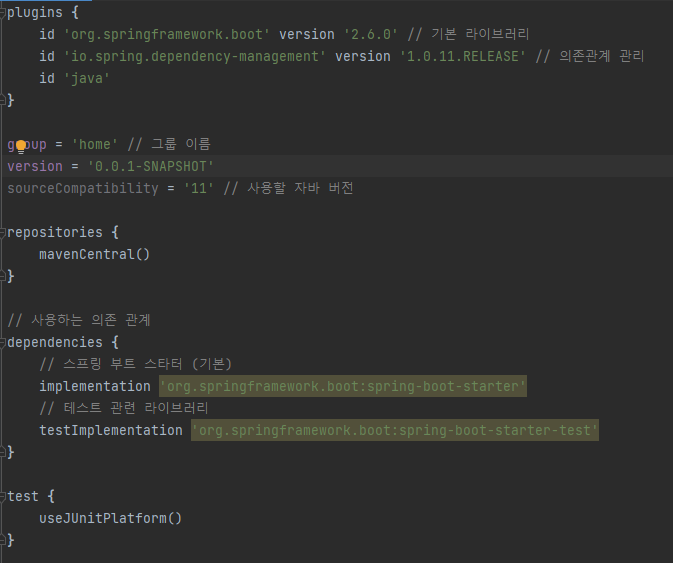 plugins {
    id 'org.springframework.boot' version '2.6.0' // 기본 라이브러리
    id 'io.spring.dependency-management' version '1.0.11.RELEASE' // 의존관계 관리
    id 'java'
}
group = 'home' // 그룹 이름
version = '0.0.1-SNAPSHOT'
sourceCompatibility = '11' // 사용할 자바 버전
repositories {
    mavenCentral()
}
// 사용하는 의존 관계
dependencies {
    // 스프링 부트 스타터 (기본)
    implementation 'org.springframework.boot:spring-boot-starter'
    // 테스트 관련 라이브러리
    testImplementation 'org.springframework.boot:spring-boot-starter-test'
}
test {
    useJUnitPlatform()
}